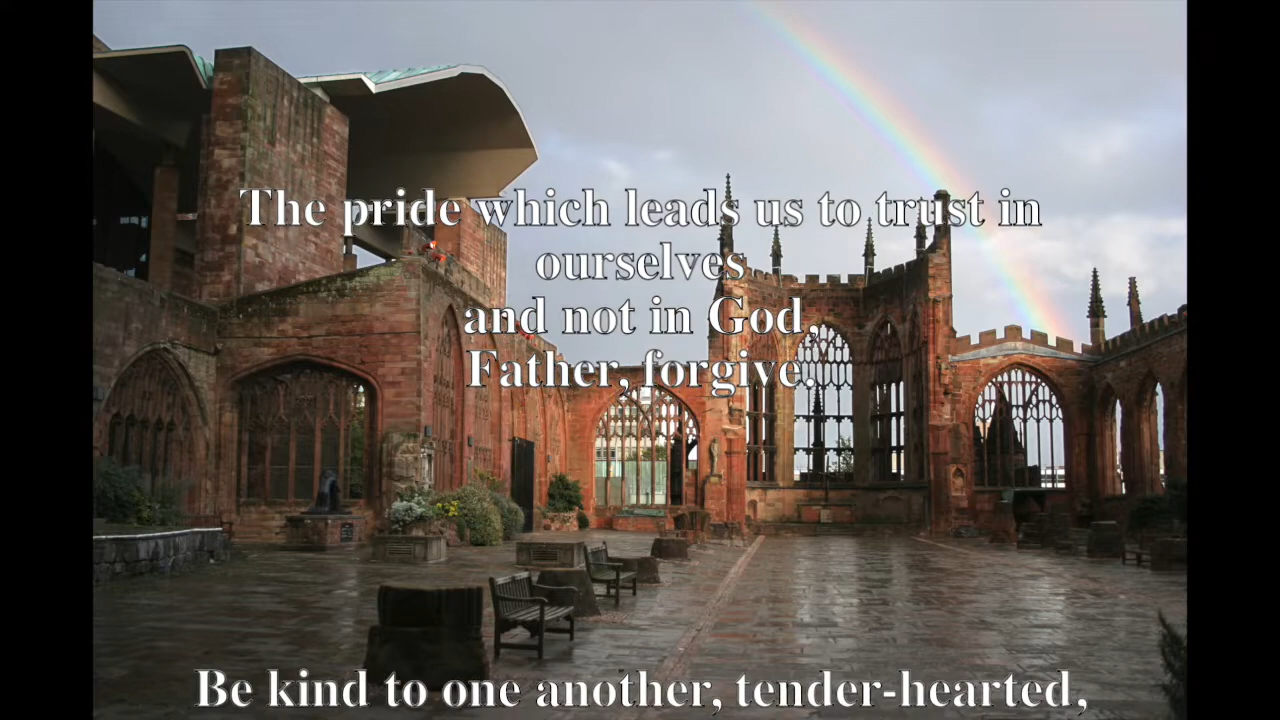 The pride which leads us to trust in
ourselves
and not in God,
Father, forgive.
Be kind to one another, tender-hearted,